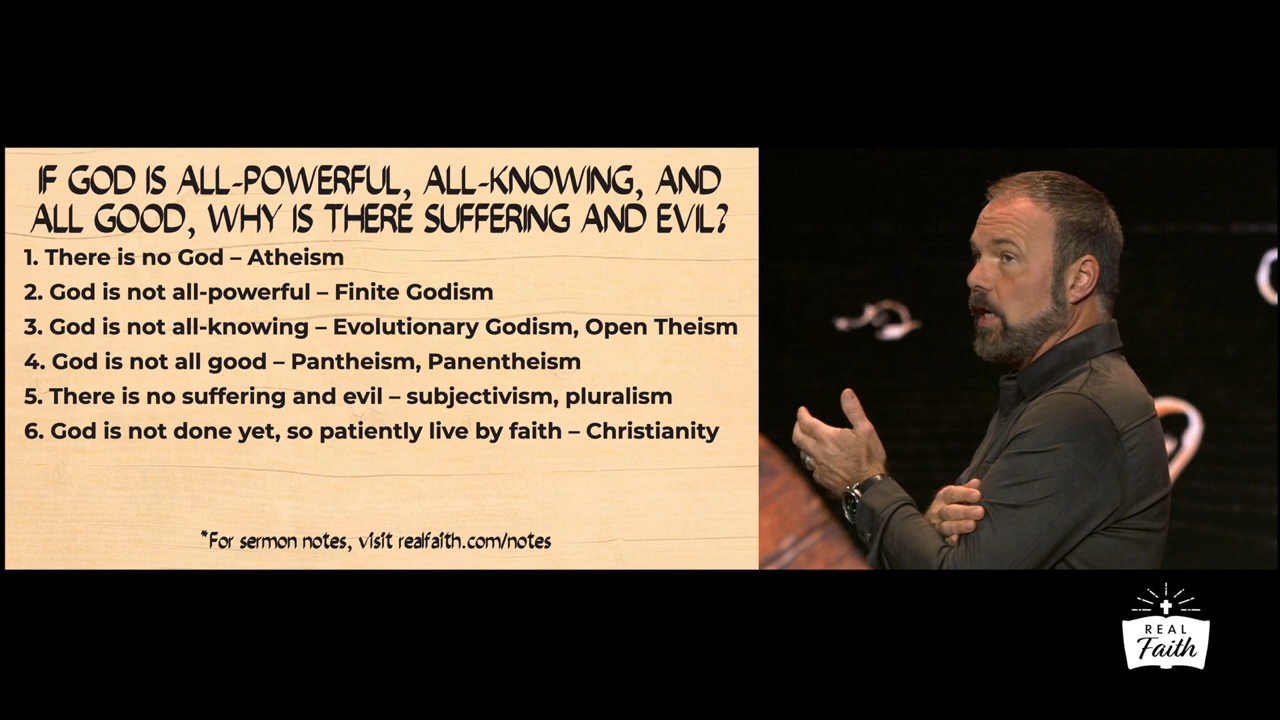 IF GOD IS ALL-POWERFUL, ALL-KNOWING, AND
ALL GOOD, WHY IS THERE SUFFERING AND EVIL?
1. There is no God – Atheism
2. God is not all-powerful – Finite Godism
3. God is not all-knowing – Evolutionary Godism, Open Theism
4. God is not all good – Pantheism, Panentheism
5. There is no suffering and evil – subjectivism, pluralism
6. God is not done yet, so patiently live by faith – Christianity
*For sermon notes, visit realfaith.com/notes
REAL
Faith